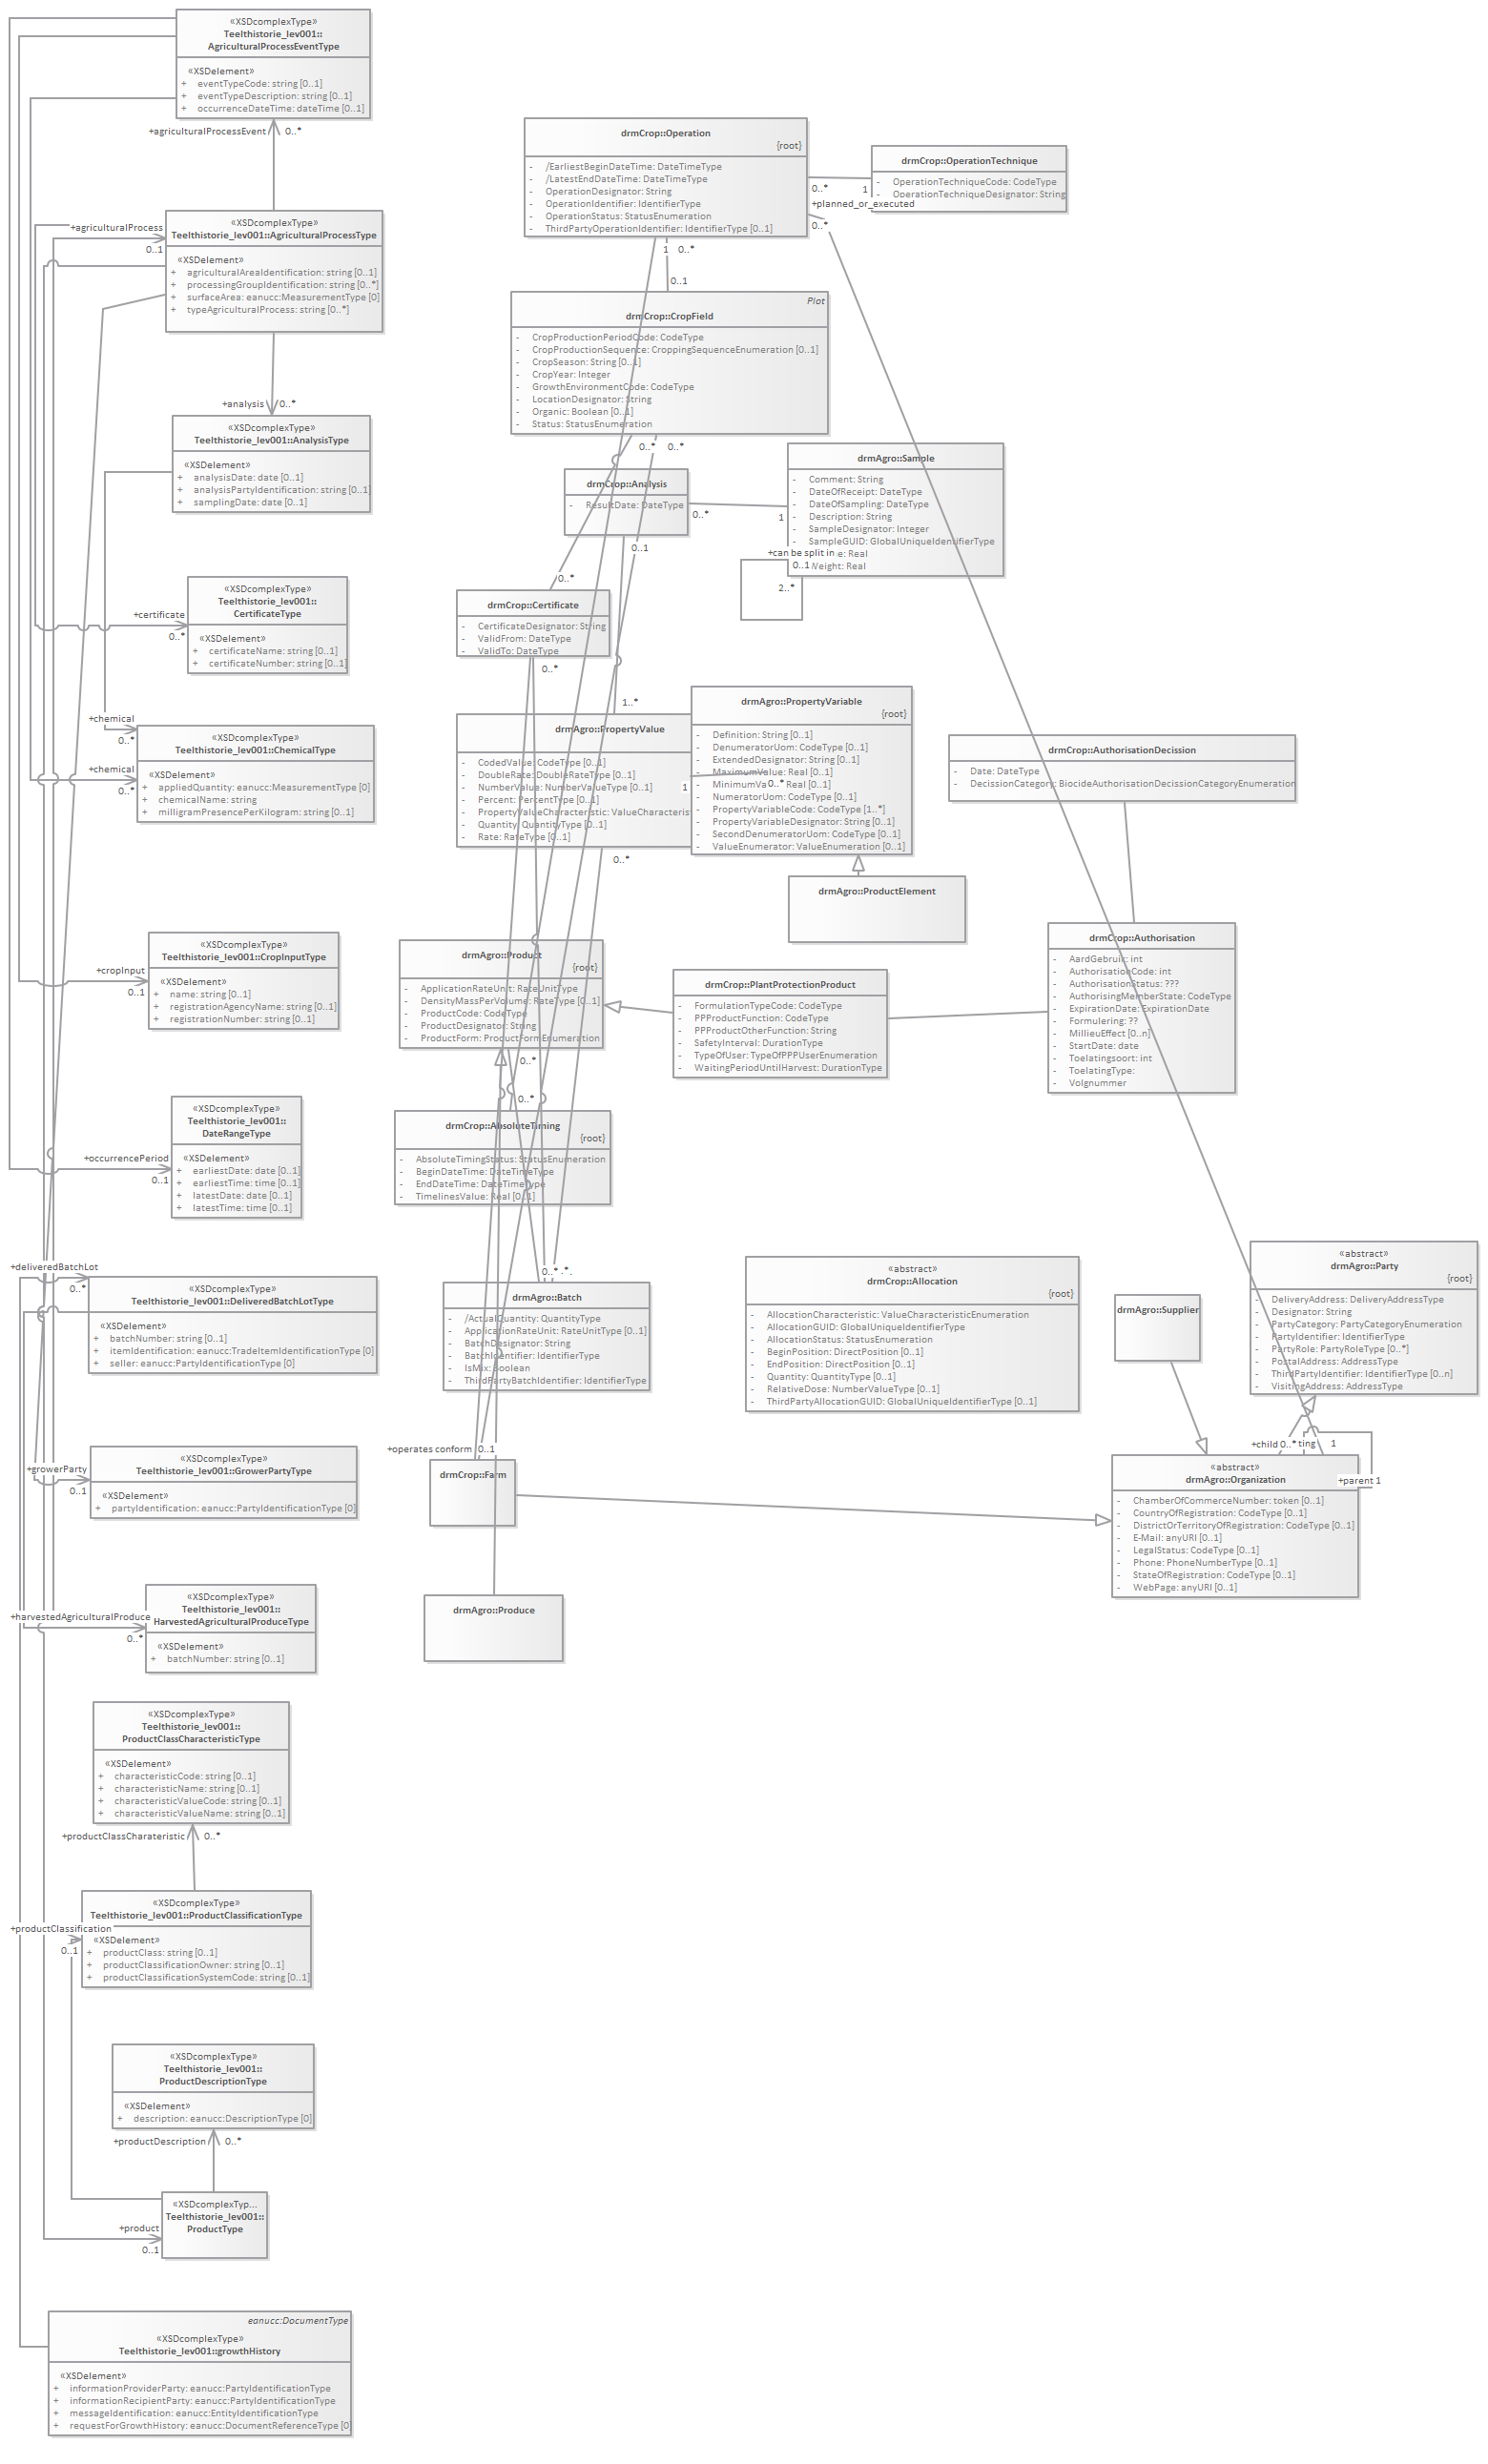 «XSDcomplexType»
Teelthistorie_lev001::
AgriculturalProcessEventType
«XSDelement»
+ eventTypeCode: string [0..1]
+ eventTypeDescription: string [0..1]
+ occurrenceDateTime: dateTime [0..1]
+agriculturalProcessEvent
0..*
«XSDcomplexType»
Teelthistorie_lev001::AgriculturalProcessType
«XSDelement»
+ agriculturalAreaIdentification: string [0..1]
+ processingGroupIdentification: string [0..*]
+ surfaceArea: eanucc:MeasurementType [0]
+ typeAgriculturalProcess: string [0..*]
+agriculturalProcess
0..1
+analysis
0..*
«XSDcomplexType»
Teelthistorie_lev001::AnalysisType
«XSDelement»
+ analysisDate: date [0..1]
+ analysisPartyIdentification: string [0..1]
+ samplingDate: date [0..1]
«XSDcomplexType»
Teelthistorie_lev001::
CertificateType
«XSDelement»
+ certificateName: string [0..1]
+ certificateNumber: string [0..1]
+certificate
0..*
+chemical
0..*
«XSDcomplexType»
Teelthistorie_lev001::ChemicalType
«XSDelement»
+ appliedQuantity: eanucc:MeasurementType [0]
+ chemicalName: string
+ milligramPresencePerKilogram: string [0..1]
+chemical
0..*
«XSDcomplexType»
Teelthistorie_lev001::CropInputType
«XSDelement»
+ name: string [0..1]
+ registrationAgencyName: string [0..1]
+ registrationNumber: string [0..1]
+cropInput
0..1
«XSDcomplexType»
Teelthistorie_lev001::
DateRangeType
«XSDelement»
+ earliestDate: date [0..1]
+ earliestTime: time [0..1]
+ latestDate: date [0..1]
+ latestTime: time [0..1]
+occurrencePeriod
0..1
+deliveredBatchLot
0..*
«XSDcomplexType»
Teelthistorie_lev001::DeliveredBatchLotType
«XSDelement»
+ batchNumber: string [0..1]
+ itemIdentification: eanucc:TradeItemIdentificationType [0]
+ seller: eanucc:PartyIdentificationType [0]
«XSDcomplexType»
Teelthistorie_lev001::GrowerPartyType
«XSDelement»
+ partyIdentification: eanucc:PartyIdentificationType [0]
+growerParty
0..1
«XSDcomplexType»
Teelthistorie_lev001::
HarvestedAgriculturalProduceType
«XSDelement»
+ batchNumber: string [0..1]
+harvestedAgriculturalProduce
0..*
«XSDcomplexType»
Teelthistorie_lev001::
ProductClassCharacteristicType
«XSDelement»
+ characteristicCode: string [0..1]
+ characteristicName: string [0..1]
+ characteristicValueCode: string [0..1]
+ characteristicValueName: string [0..1]
+productClassCharateristic
0..*
«XSDcomplexType»
Teelthistorie_lev001::ProductClassificationType
«XSDelement»
+ productClass: string [0..1]
+ productClassificationOwner: string [0..1]
+ productClassificationSystemCode: string [0..1]
+productClassification
0..1
«XSDcomplexType»
Teelthistorie_lev001::
ProductDescriptionType
«XSDelement»
+ description: eanucc:DescriptionType [0]
+productDescription
0..*
«XSDcomplexTyp...
Teelthistorie_lev001::
ProductType
+product
0..1
eanucc:DocumentType
«XSDcomplexType»
Teelthistorie_lev001::growthHistory
«XSDelement»
+ informationProviderParty: eanucc:PartyIdentificationType
+ informationRecipientParty: eanucc:PartyIdentificationType
+ messageIdentification: eanucc:EntityIdentificationType
+ requestForGrowthHistory: eanucc:DocumentReferenceType [0]
drmCrop::Operation
{root}
- /EarliestBeginDateTime: DateTimeType
- /LatestEndDateTime: DateTimeType
- OperationDesignator: String
- OperationIdentifier: IdentifierType
- OperationStatus: StatusEnumeration
- ThirdPartyOperationIdentifier: IdentifierType [0..1]
drmCrop::OperationTechnique
- OperationTechniqueCode: CodeType
- OperationTechniqueDesignator: String
0..*
1
+planned_or_executed
0..*
1
0..*
0..1
Plot
drmCrop::CropField
- CropProductionPeriodCode: CodeType
- CropProductionSequence: CroppingSequenceEnumeration [0..1]
- CropSeason: String [0..1]
- CropYear: Integer
- GrowthEnvironmentCode: CodeType
- LocationDesignator: String
- Organic: Boolean [0..1]
- Status: StatusEnumeration
0..*
0..*
drmCrop::Analysis
- ResultDate: DateType
0..*
1
0..1
drmAgro::Sample
- Comment: String
- DateOfReceipt: DateType
- DateOfSampling: DateType
- Description: String
- SampleDesignator: Integer
- SampleGUID: GlobalUniqueIdentifierType
e: Real
Weight: Real
+can be split in
0..1
2..*
0..*
drmCrop::Certificate
- CertificateDesignator: String
- ValidFrom: DateType
- ValidTo: DateType
0..*
1..*
drmAgro::PropertyValue
- CodedValue: CodeType [0..1]
- DoubleRate: DoubleRateType [0..1]
- NumberValue: NumberValueType [0..1]
- Percent: PercentType [0..1]
- PropertyValueCharacteristic: ValueCharacteris
- Quantity: QuantityType [0..1]
- Rate: RateType [0..1]
1
0..*
0..*
drmAgro::PropertyVariable
{root}
- Definition: String [0..1]
- DenumeratorUom: CodeType [0..1]
- ExtendedDesignator: String [0..1]
- MaximumValue: Real [0..1]
- MinimumVa Real [0..1]
- NumeratorUom: CodeType [0..1]
- PropertyVariableCode: CodeType [1..*]
- PropertyVariableDesignator: String [0..1]
- SecondDenumeratorUom: CodeType [0..1]
- ValueEnumerator: ValueEnumeration [0..1]
drmAgro::ProductElement
drmCrop::AuthorisationDecission
- Date: DateType
- DecissionCategory: BiocideAuthorisationDecissionCategoryEnumeration
drmCrop::Authorisation
- AardGebruik: int
- AuthorisationCode: int
- AuthorisationStatus: ???
- AuthorisingMemberState: CodeType
- ExpirationDate: ExpirationDate
- Formulering: ??
- MillieuEffect [0..n]
- StartDate: date
- Toelatingsoort: int
- ToelatingType:
- Volgnummer
drmAgro::Product
{root}
- ApplicationRateUnit: RateUnitType
- DensityMassPerVolume: RateType [0..1]
- ProductCode: CodeType
- ProductDesignator: String
- ProductForm: ProductFormEnumeration
0..*
drmCrop::PlantProtectionProduct
- FormulationTypeCode: CodeType
- PPProductFunction: CodeType
- PPProductOtherFunction: String
- SafetyInterval: DurationType
- TypeOfUser: TypeOfPPPUserEnumeration
- WaitingPeriodUntilHarvest: DurationType
0..*
drmCrop::AbsoluteTiming
{root}
- AbsoluteTimingStatus: StatusEnumeration
- BeginDateTime: DateTimeType
- EndDateTime: DateTimeType
- TimelinesValue: Real [0..1]
0..*
drmAgro::Batch
- /ActualQuantity: QuantityType
- ApplicationRateUnit: RateUnitType [0..1]
- BatchDesignator: String
- BatchIdentifier: IdentifierType
- IsMix: Boolean
- ThirdPartyBatchIdentifier: IdentifierType
«abstract»
drmCrop::Allocation
{root}
- AllocationCharacteristic: ValueCharacteristicEnumeration
- AllocationGUID: GlobalUniqueIdentifierType
- AllocationStatus: StatusEnumeration
- BeginPosition: DirectPosition [0..1]
- EndPosition: DirectPosition [0..1]
- Quantity: QuantityType [0..1]
- RelativeDose: NumberValueType [0..1]
- ThirdPartyAllocationGUID: GlobalUniqueIdentifierType [0..1]
drmAgro::Supplier
«abstract»
drmAgro::Party
{root}
- DeliveryAddress: DeliveryAddressType
- Designator: String
- PartyCategory: PartyCategoryEnumeration
- PartyIdentifier: IdentifierType
- PartyRole: PartyRoleType [0..*]
- PostalAddress: AddressType
- ThirdPartyIdentifier: IdentifierType [0..n]
- VisitingAddress: AddressType
+child 0..*
ting
1
+parent 1
+operates conform
0..1
drmCrop::Farm
«abstract»
drmAgro::Organization
- ChamberOfCommerceNumber: token [0..1]
- CountryOfRegistration: CodeType [0..1]
- DistrictOrTerritoryOfRegistration: CodeType [0..1]
- E-Mail: anyURI [0..1]
- LegalStatus: CodeType [0..1]
- Phone: PhoneNumberType [0..1]
- StateOfRegistration: CodeType [0..1]
- WebPage: anyURI [0..1]
drmAgro::Produce